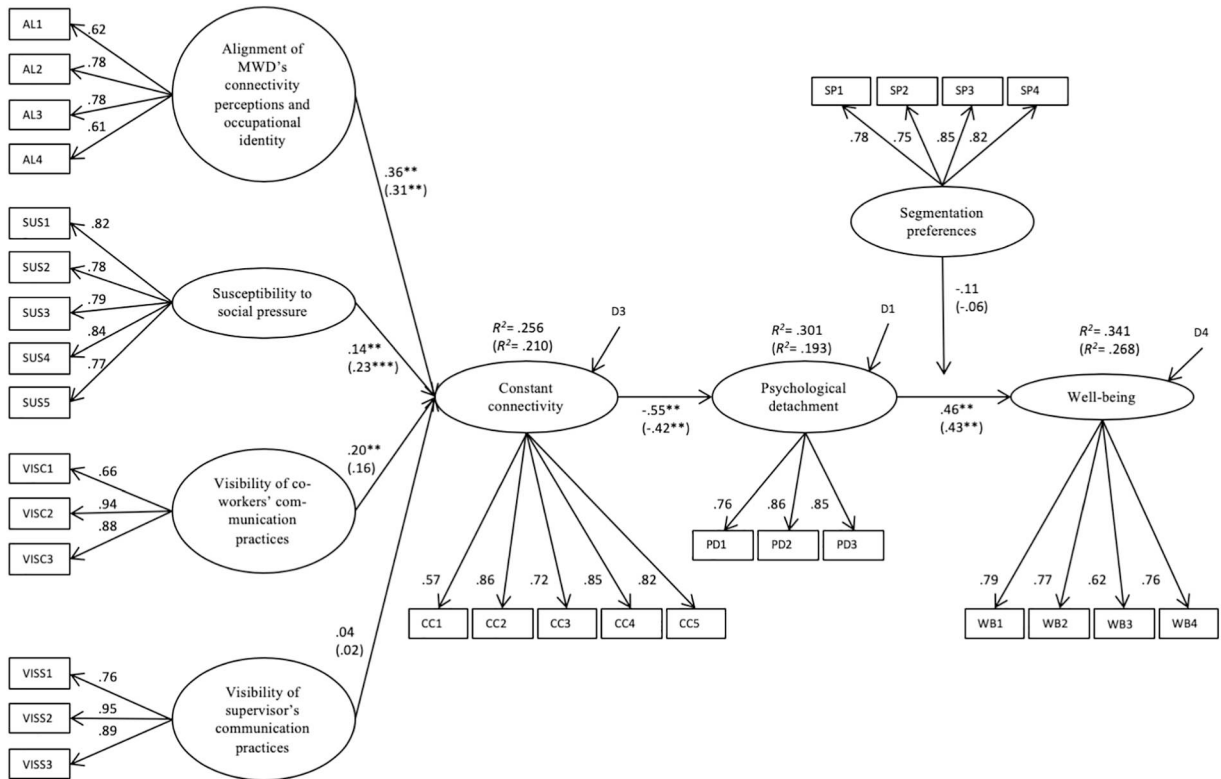 AL1
.62
AL2
.78
AL3
.78
.61
AL4
Alignment of
MWD's
connectivity
perceptions and
occupational
identity
.36**
(.31**)
SUS1
.82
SUS2
.78
SUS3
.79
SUS4
.84
.77
SUS5
Susceptibility to
social pressure
.14**
(.23***)
VISC1
.66
VISC2
.94
.88
VISC3
Visibility of co-
workers' com-
munication
practices
.20**
(.16)
VISS1
.76
VISS2
.95
.89
VISS3
Visibility of
supervisor's
communication
practices
.04
(.02)
R²= .256
(R²= .210)
D3
Constant
connectivity
.57
.86
.72
.85
.82
CC1
CC2
CC3
CC4
CC5
-.55**
(-.42**)
R²= .301
(R²= .193)
D1
Psychological
detachment
.76
.86
.85
PD1
PD2
PD3
SP1
SP2
SP3
SP4
.78
.75
.85
.82
Segmentation
preferences
-.11
(-.06)
.46**
(.43**)
R²= .341
(R²= .268)
D4
Well-being
.79
.77
.62
.76
WB1
WB2
WB3
WB4